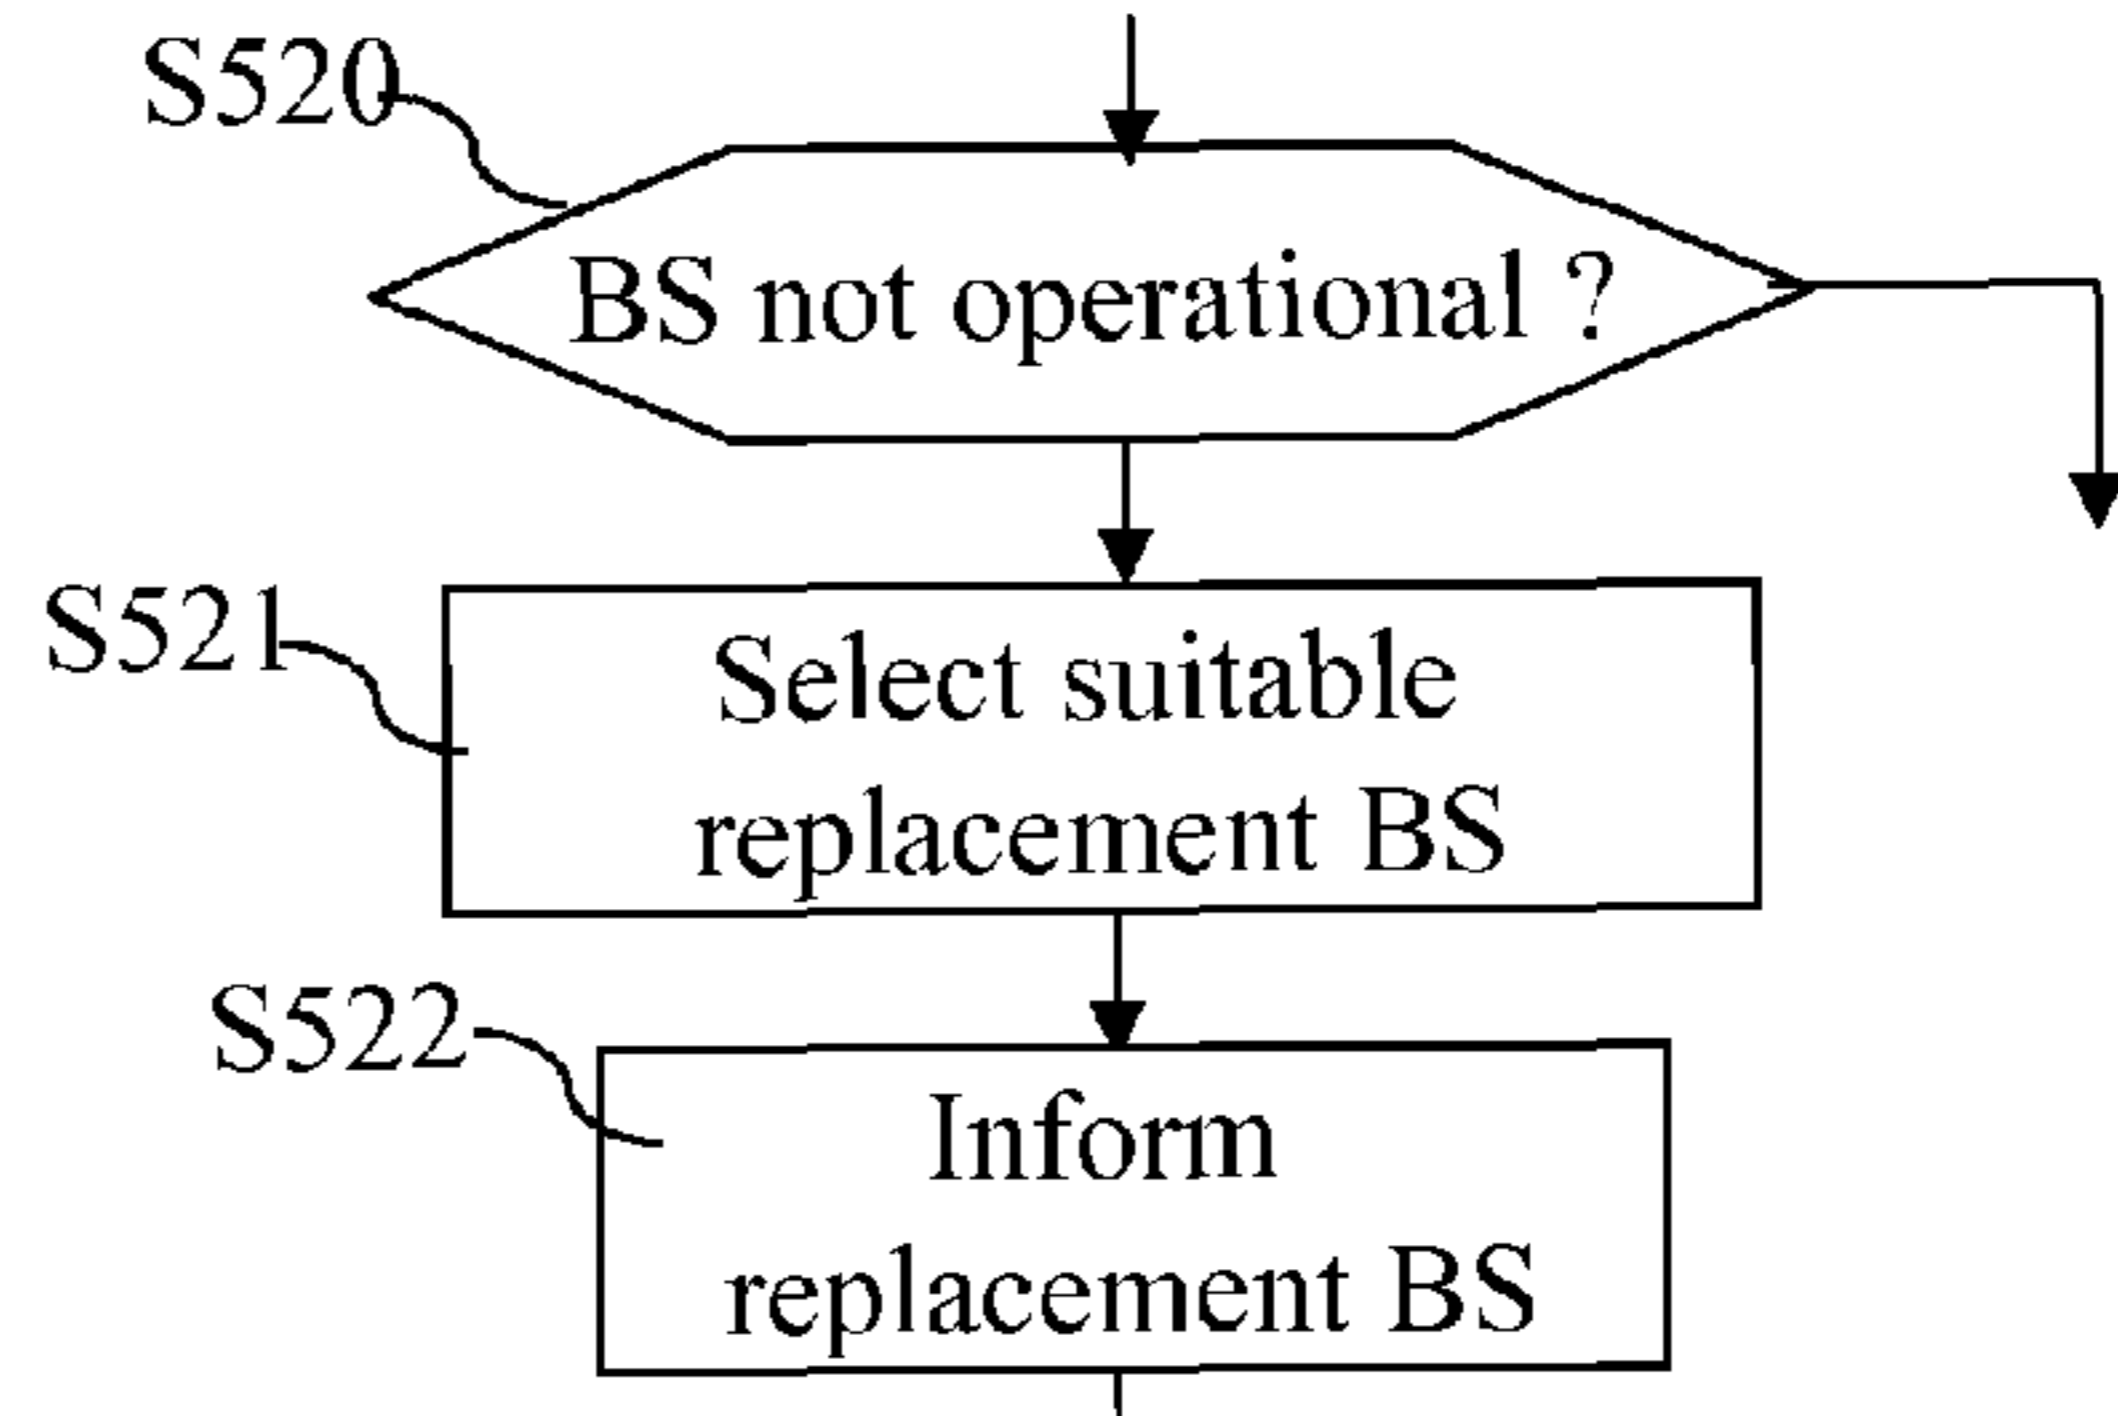 S520
BS not operational ?
S521
Select suitable
replacement BS
S522
Inform
replacement BS